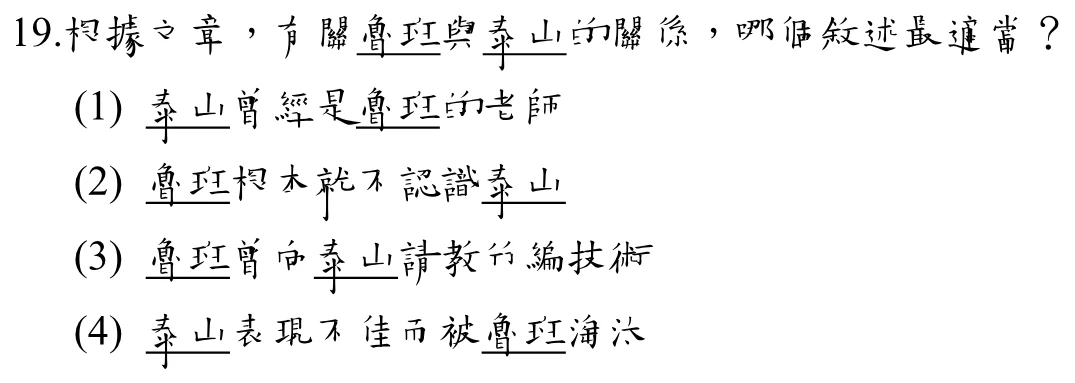 19.根據文章，有關魯班與泰山的關係，哪個敘述最適當？
(1) 泰山曾經是魯班的老師
(2) 魯班根本就不認識泰山
(3) 魯班曾向泰山請教竹編技術
(4) 泰山表現不佳而被魯班淘汰